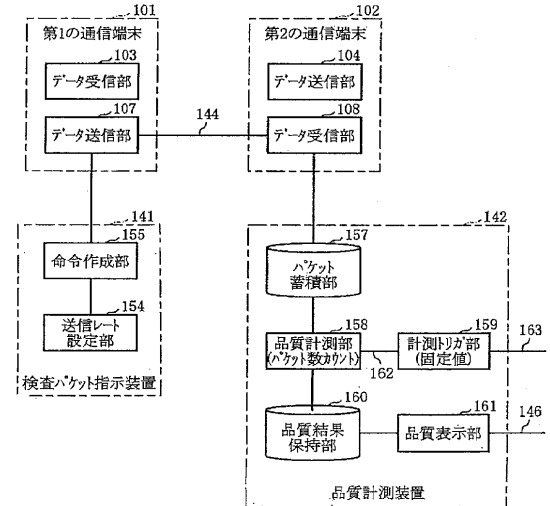 101
第1の通信端末
103
データ受信部
107
データ送信部
102
第2の通信端末
104
データ送信部
108
データ受信部
144
141
155
命令作成部
154
送信レート
設定部
検査パケット指示装置
142
157
パケット
蓄積部
158
品質計測部
(パケット数カウント)
162
159
計測トリガ部
(固定値)
163
160
品質結果
保持部
161
品質表示部
146
品質計測装置